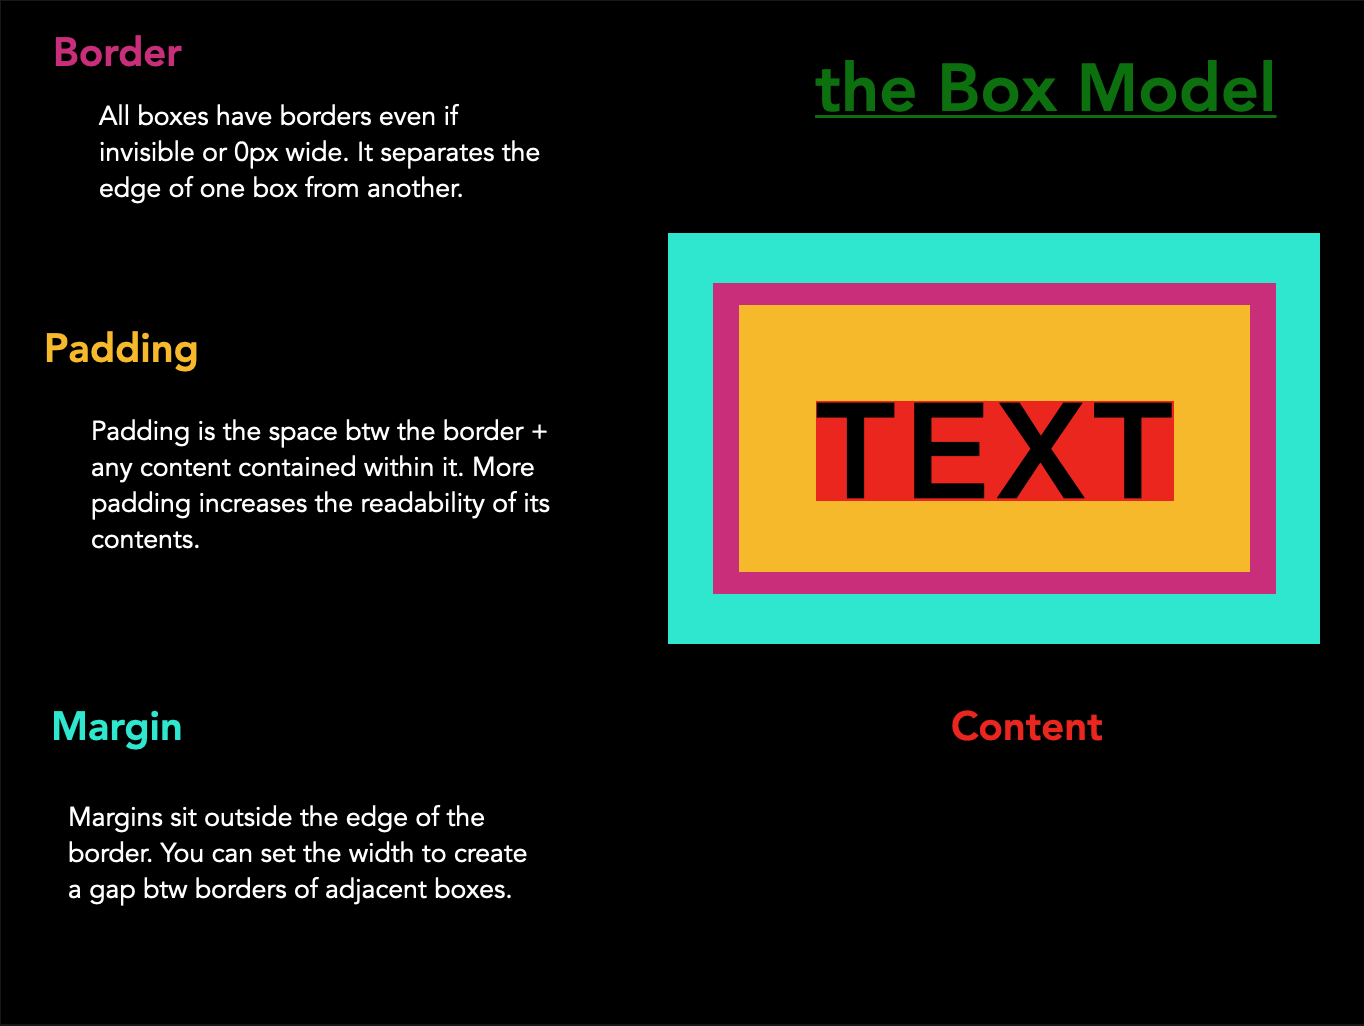 Border
All boxes have borders even if
invisible or 0px wide. It separates the
edge of one box from another.
the Box Model
Padding
Padding is the space btw the border +
any content contained within it. More
padding increases the readability of its
contents.
TEXT
Margin
Margins sit outside the edge of the
border. You can set the width to create
a gap btw borders of adjacent boxes.
Content